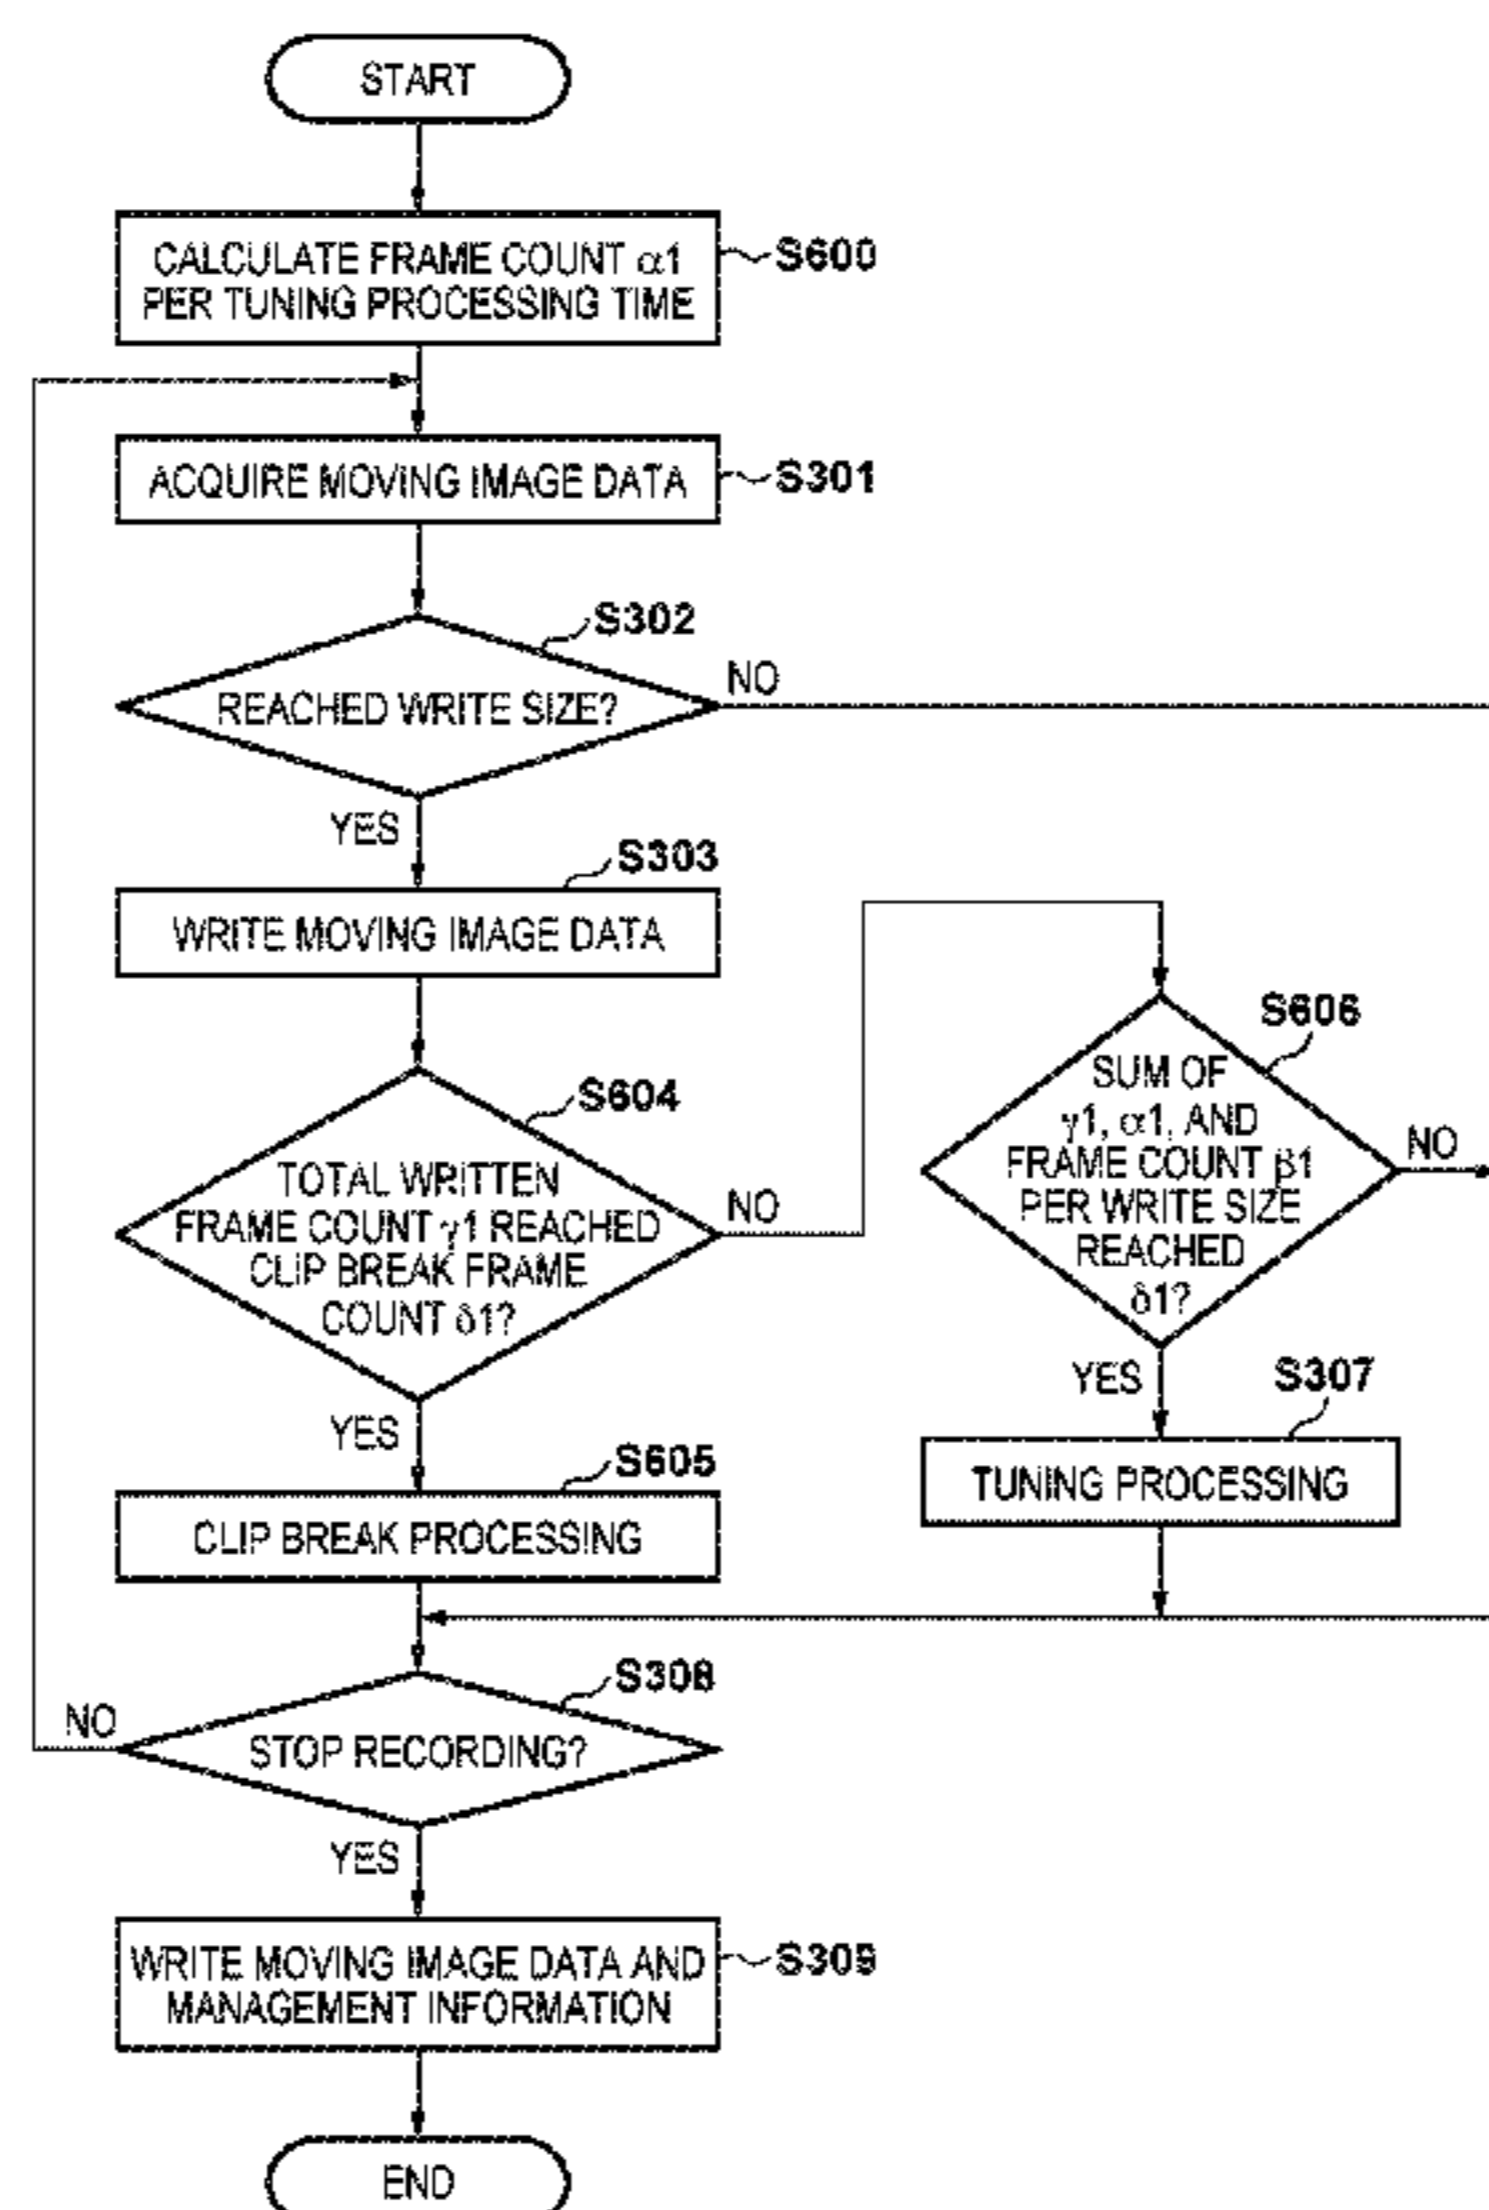 START
CALCULATE FRAME COUNT α1
PER TUNING PROCESSING TIME
S600
ACQUIRE MOVING IMAGE DATA
S301
S302
REACHED WRITE SIZE?
NO
YES
S303
WRITE MOVING IMAGE DATA
S604
TOTAL WRITTEN
FRAME COUNT γ1 REACHED
CLIP BREAK FRAME
COUNT δ1?
NO
YES
S606
SUM OF
γ1, α1, AND
FRAME COUNT β1
PER WRITE SIZE
REACHED
δ1?
NO
YES
S307
TUNING PROCESSING
S605
CLIP BREAK PROCESSING
S308
STOP RECORDING?
NO
YES
WRITE MOVING IMAGE DATA AND
MANAGEMENT INFORMATION
S309
END